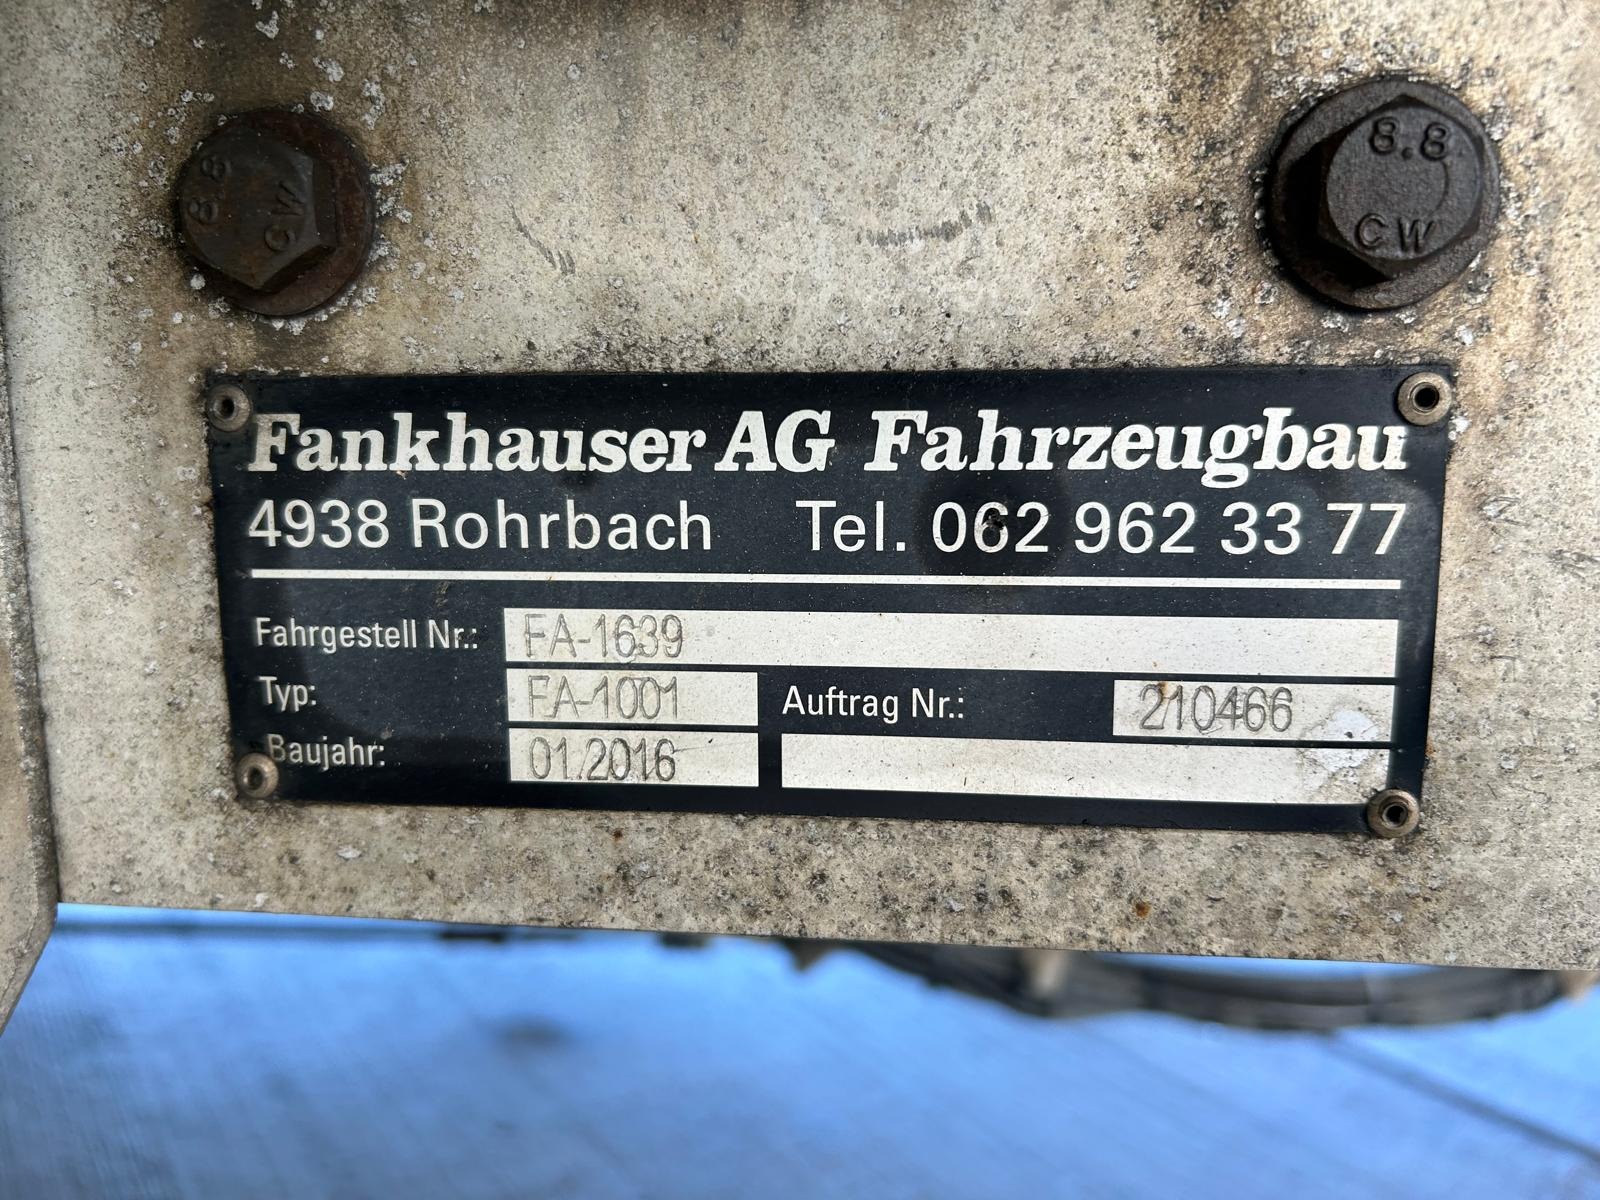 8.8
CW
8.8
CW
Fankhauser AG Fahrzeugbau
4938 Rohrbach Tel. 062 962 33 77
Fahrgestell Nr.: FA-1639
Typ: FA-1001 Auftrag Nr.: 210466
Baujahr: 01.2016